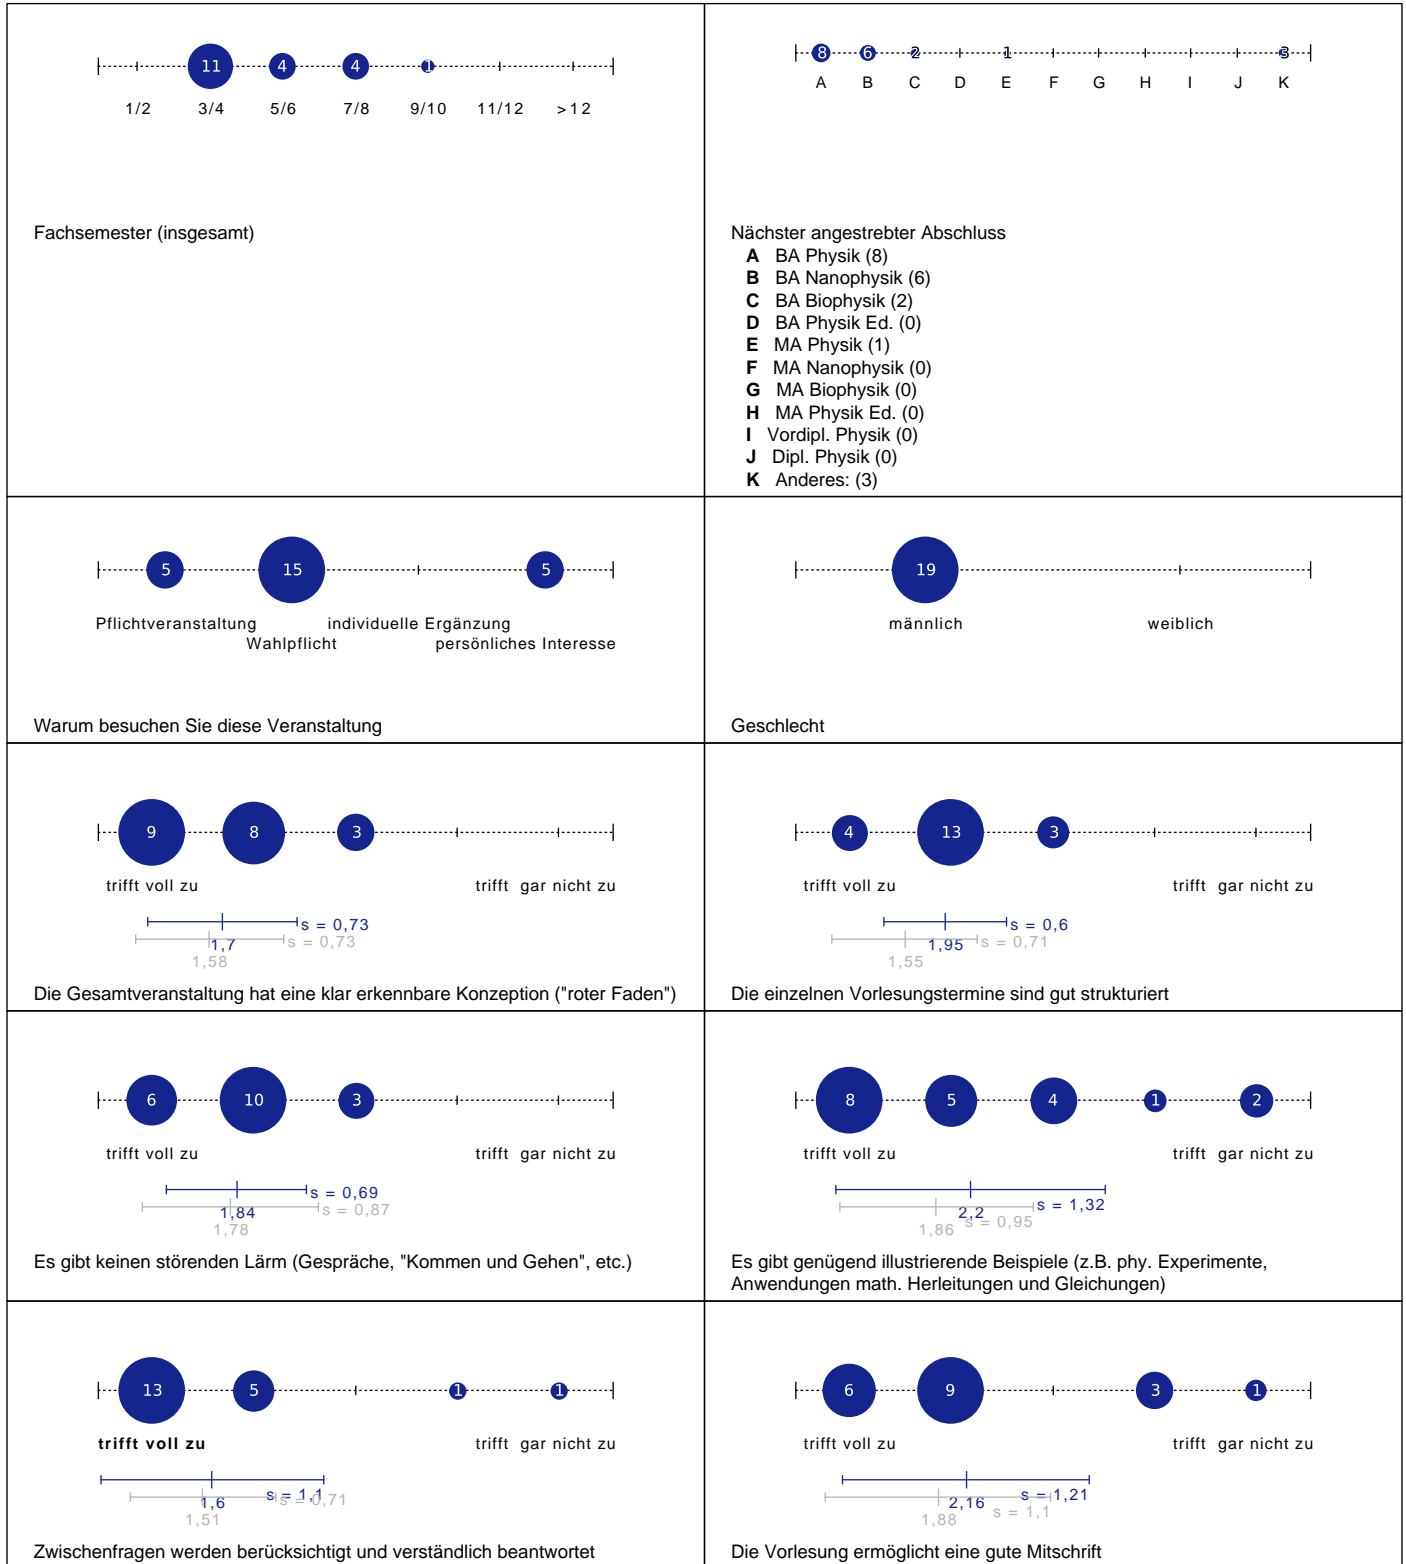 11 4 4 1
1/2 3/4 5/6 7/8 9/10 11/12 >12
Fachsemester (insgesamt)
8 6 2 1 3
A B C D E F G H I J K
Nächster angestrebter Abschluss
A BA Physik (8)
B BA Nanophysik (6)
C BA Biophysik (2)
D BA Physik Ed. (0)
E MA Physik (1)
F MA Nanophysik (0)
G MA Biophysik (0)
H MA Physik Ed. (0)
I Vordipl. Physik (0)
J Dipl. Physik (0)
K Anderes: (3)
5 15 5
Pflichtveranstaltung individuelle Ergänzung
Wahlpflicht persönliches Interesse
Warum besuchen Sie diese Veranstaltung
19
männlich weiblich
Geschlecht
9 8 3
trifft voll zu trifft gar nicht zu
s = 0,73
1,7 s = 0,73
1,58
Die Gesamtveranstaltung hat eine klar erkennbare Konzeption ("roter Faden")
4 13 3
trifft voll zu trifft gar nicht zu
s = 0,6
1,95 s = 0,71
1,55
Die einzelnen Vorlesungstermine sind gut strukturiert
6 10 3
trifft voll zu trifft gar nicht zu
s = 0,69
1,84 s = 0,87
1,78
Es gibt keinen störenden Lärm (Gespräche, "Kommen und Gehen", etc.)
8 5 4 1 2
trifft voll zu trifft gar nicht zu
s = 1,32
2,2 s = 0,95
1,86
Es gibt genügend illustrierende Beispiele (z.B. phy. Experimente,
Anwendungen math. Herleitungen und Gleichungen)
13 5 1 1
trifft voll zu trifft gar nicht zu
s = 1,1
1,6 s = 0,71
1,51
Zwischenfragen werden berücksichtigt und verständlich beantwortet
6 9 3 1
trifft voll zu trifft gar nicht zu
s = 1,21
2,16 s = 1,1
1,88
Die Vorlesung ermöglicht eine gute Mitschrift